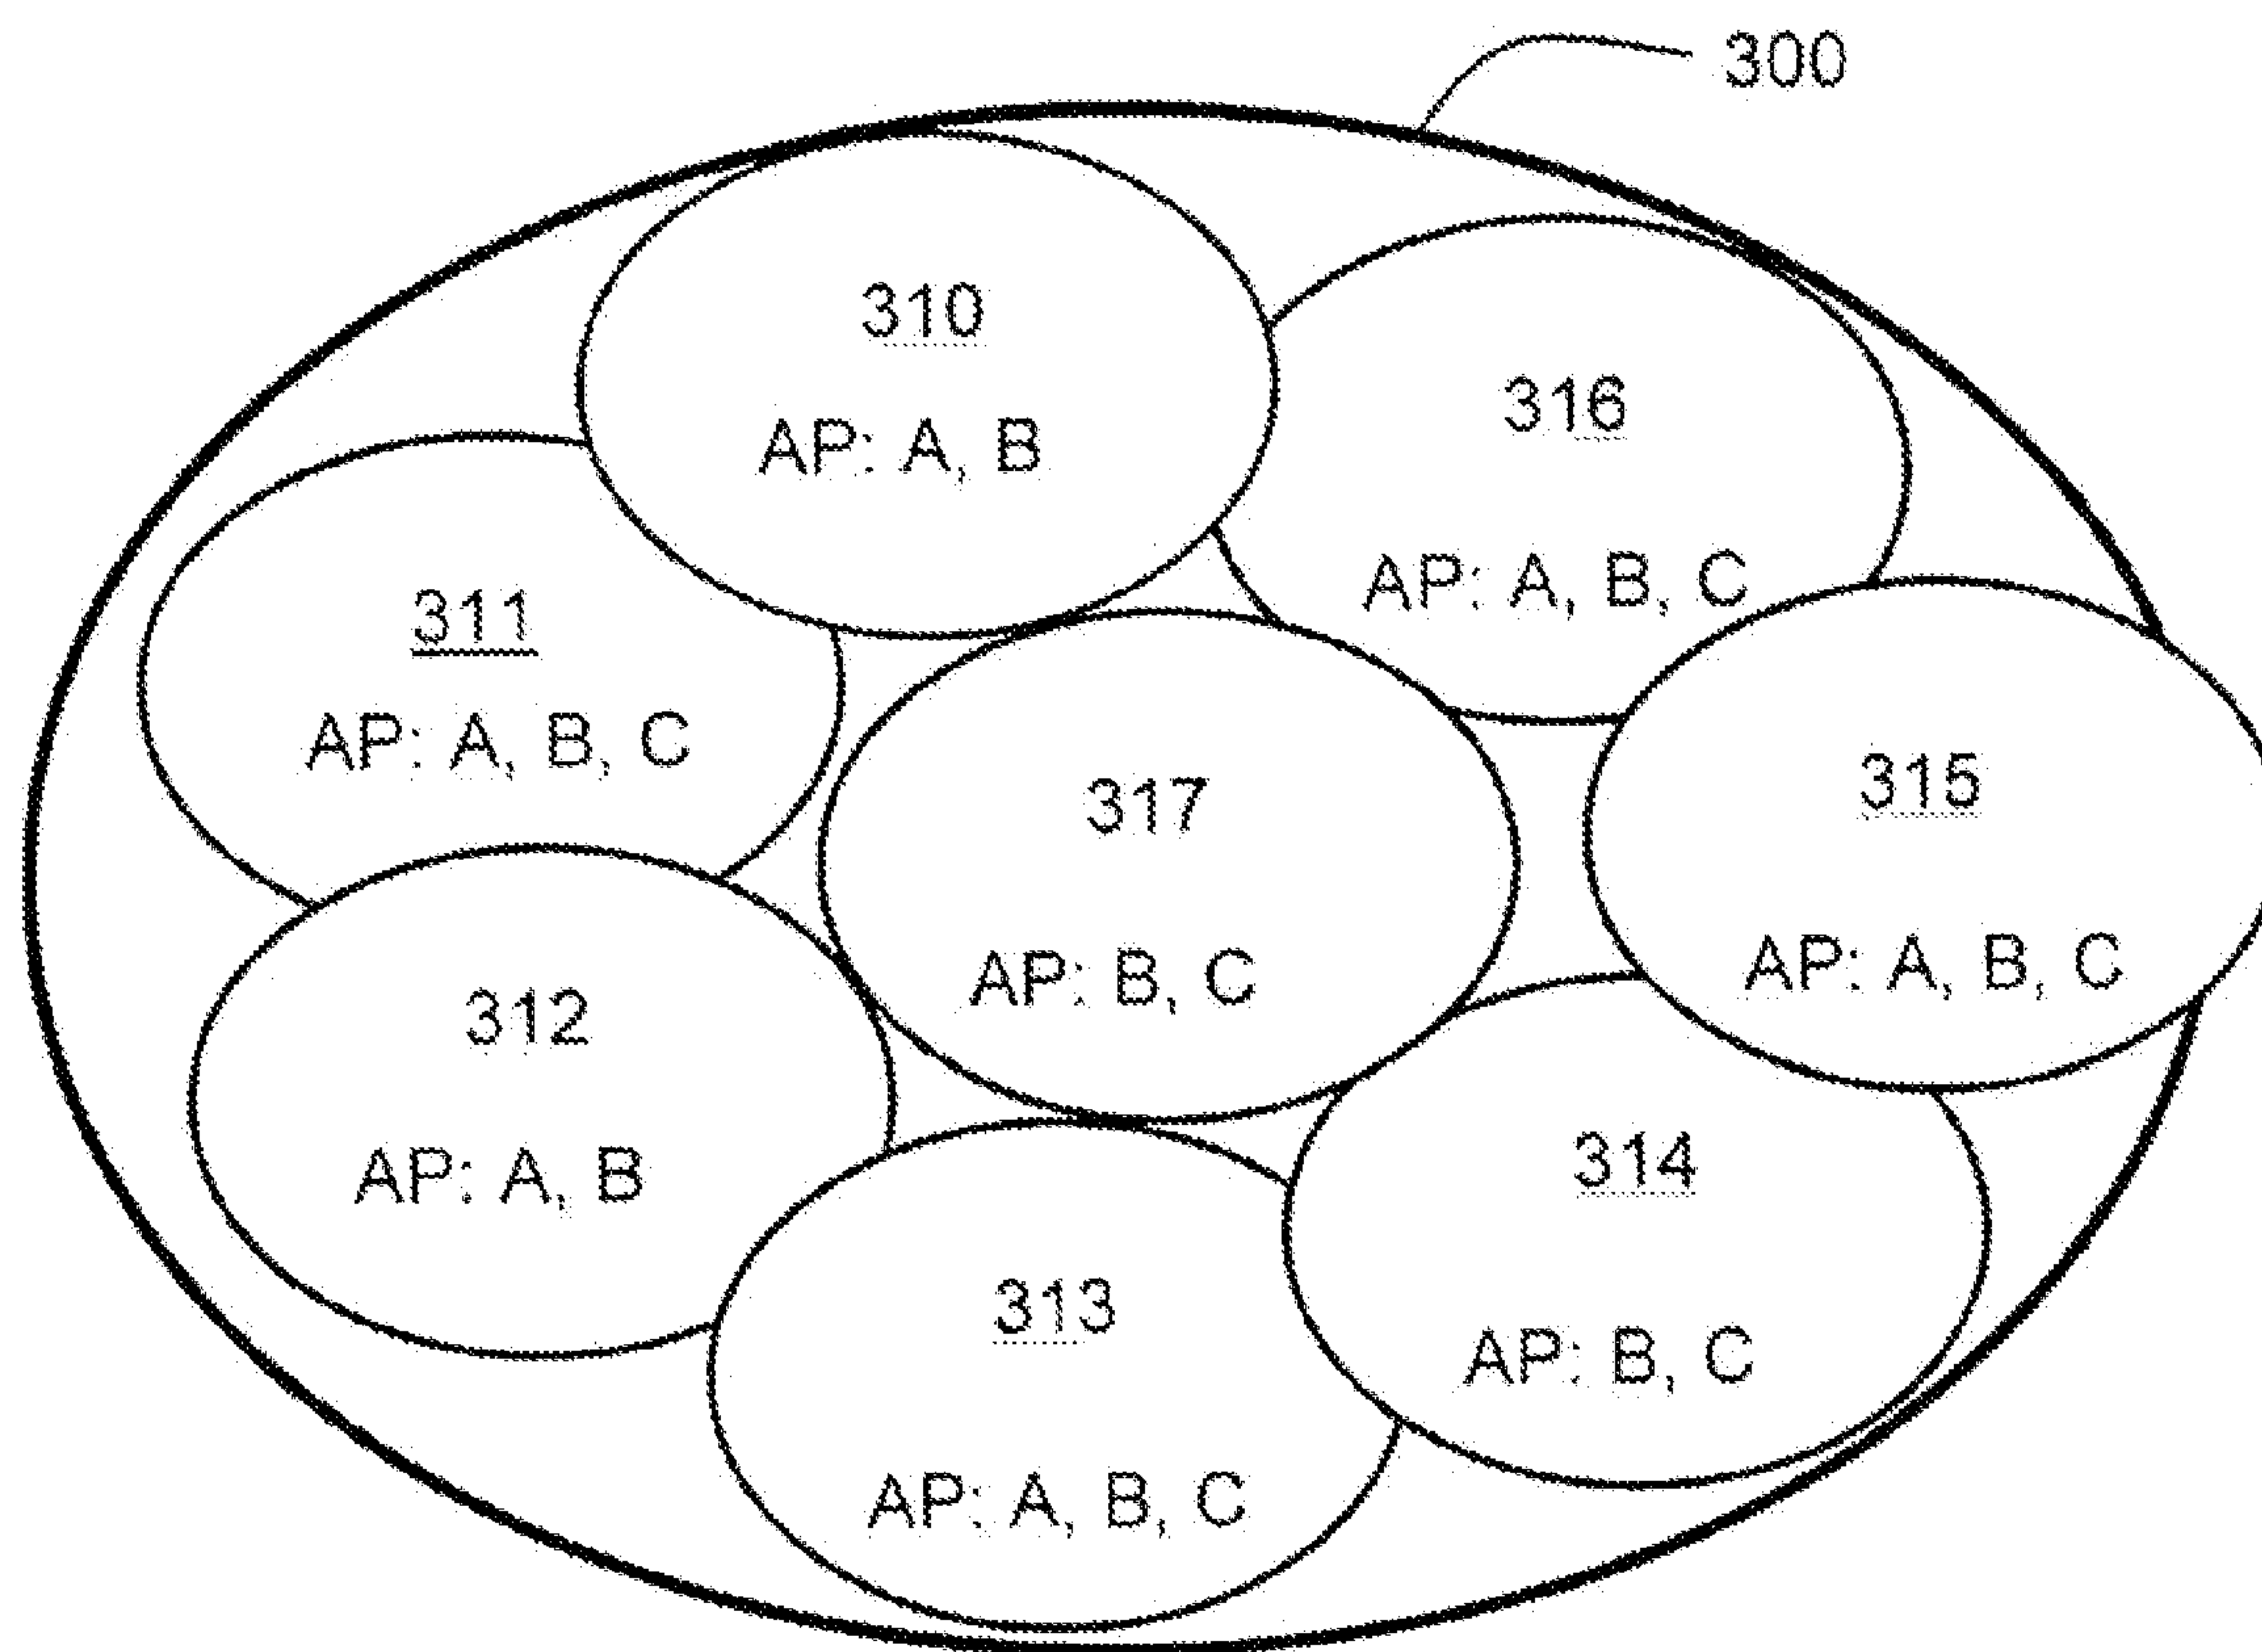 300
310
AP: A, B
316
AP: A, B, C
311
AP: A, B, C
317
AP: B, C
315
AP: A, B, C
312
AP: A, B
314
AP: B, C
313
AP: A, B, C